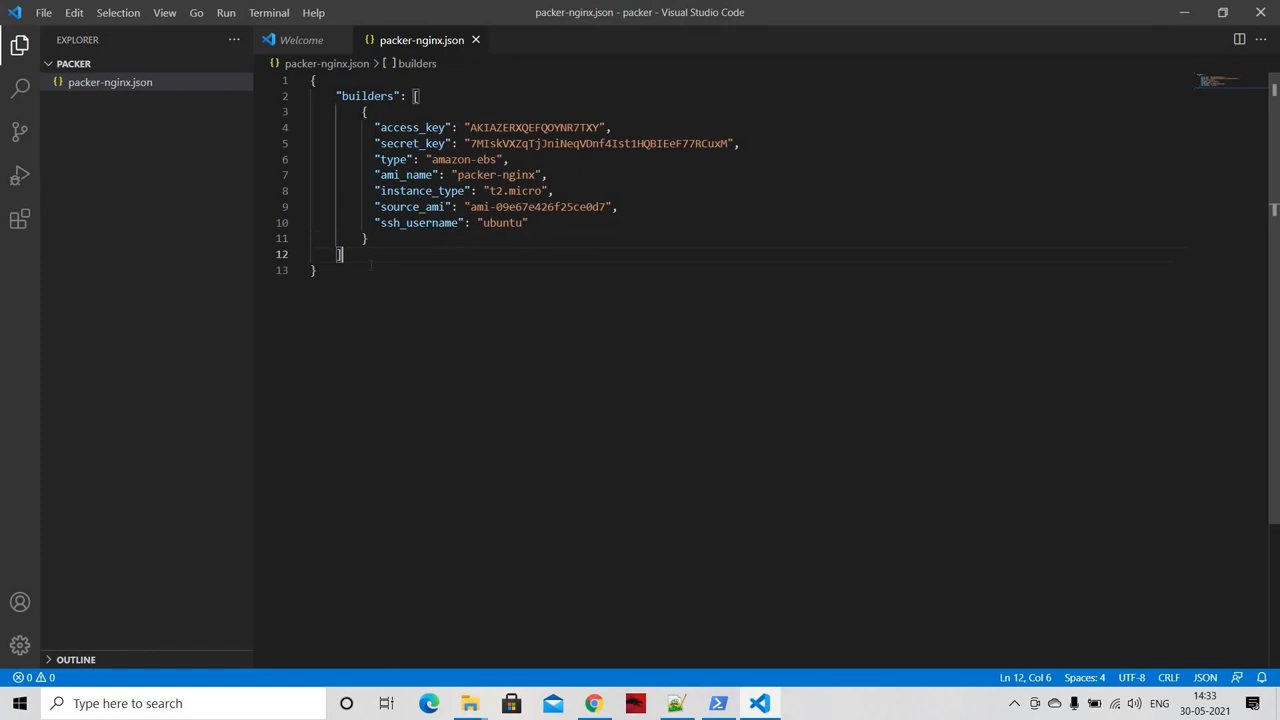 File Edit Selection View Go Run Terminal Help
packer-nginx.json - packer - Visual Studio Code
EXPLORER
Welcome
packer-nginx.json
PACKER
packer-nginx.json
packer-nginx.json > [ ] builders
1 {
2 "builders": [
3 {
4 "access_key": "AKIAZERXQEFQOYNR7TXY",
5 "secret_key": "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",
6 "type": "amazon-ebs",
7 "ami_name": "packer-nginx",
8 "instance_type": "t2.micro",
9 "source_ami": "ami-09e67e426f25ce0d7",
10 "ssh_username": "ubuntu"
11 }
12 ]
13 }
OUTLINE
0 0
Ln 12, Col 6 Spaces: 4 UTF-8 CRLF JSON
Type here to search
ENG
14:33
30-05-2021